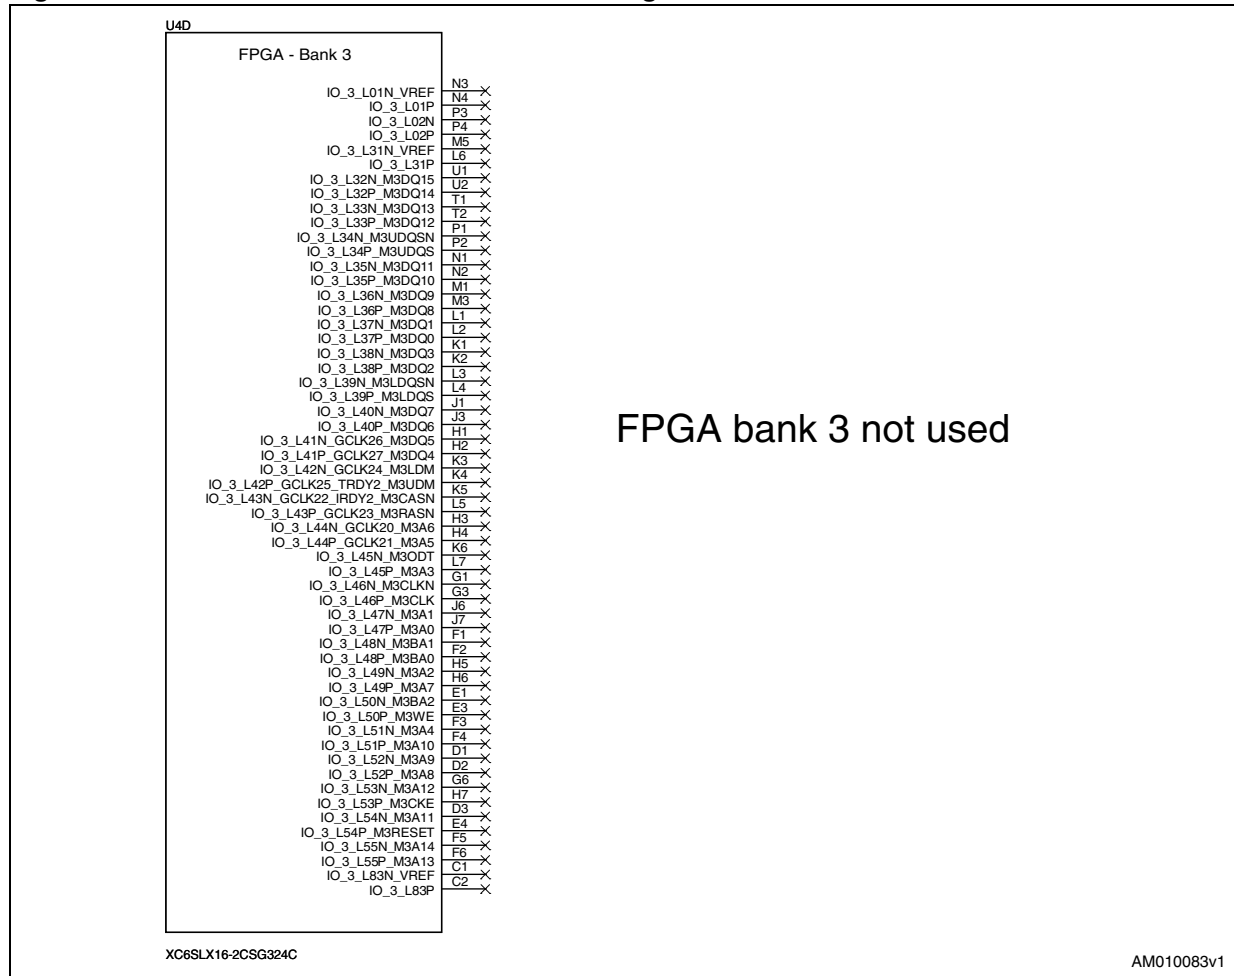 U4D
FPGA - Bank 3
IO_3_L01N_VREF N3
IO_3_L01P N4
IO_3_L02N P3
IO_3_L02P P4
IO_3_L31N_VREF M5
IO_3_L31P L6
IO_3_L32N_M3DQ15 U1
IO_3_L32P_M3DQ14 U2
IO_3_L33N_M3DQ13 T1
IO_3_L33P_M3DQ12 T2
IO_3_L34N_M3UDQSN P1
IO_3_L34P_M3UDQS P2
IO_3_L35N_M3DQ11 N1
IO_3_L35P_M3DQ10 N2
IO_3_L36N_M3DQ9 M1
IO_3_L36P_M3DQ8 M3
IO_3_L37N_M3DQ1 L1
IO_3_L37P_M3DQ0 L2
IO_3_L38N_M3DQ3 K1
IO_3_L38P_M3DQ2 K2
IO_3_L39N_M3LDQSN L3
IO_3_L39P_M3LDQS L4
IO_3_L40N_M3DQ7 J1
IO_3_L40P_M3DQ6 J3
IO_3_L41N_GCLK26_M3DQ5 H1
IO_3_L41P_GCLK27_M3DQ4 H2
IO_3_L42N_GCLK24_M3LDM K3
IO_3_L42P_GCLK25_TRDY2_M3UDM K4
IO_3_L43N_GCLK22_IRDY2_M3CASN K5
IO_3_L43P_GCLK23_M3RASN L5
IO_3_L44N_GCLK20_M3A6 H3
IO_3_L44P_GCLK21_M3A5 H4
IO_3_L45N_M3ODT K6
IO_3_L45P_M3A3 L7
IO_3_L46N_M3CLKN G1
IO_3_L46P_M3CLK G3
IO_3_L47N_M3A1 J6
IO_3_L47P_M3A0 J7
IO_3_L48N_M3BA1 F1
IO_3_L48P_M3BA0 F2
IO_3_L49N_M3A2 H5
IO_3_L49P_M3A7 H6
IO_3_L50N_M3BA2 E1
IO_3_L50P_M3WE E3
IO_3_L51N_M3A4 F3
IO_3_L51P_M3A10 F4
IO_3_L52N_M3A9 D1
IO_3_L52P_M3A8 D2
IO_3_L53N_M3A12 G6
IO_3_L53P_M3CKE H7
IO_3_L54N_M3A11 D3
IO_3_L54P_M3RESET E4
IO_3_L55N_M3A14 F5
IO_3_L55P_M3A13 F6
IO_3_L83N_VREF C1
IO_3_L83P C2
FPGA bank 3 not used
XC6SLX16-2CSG324C
AM010083v1